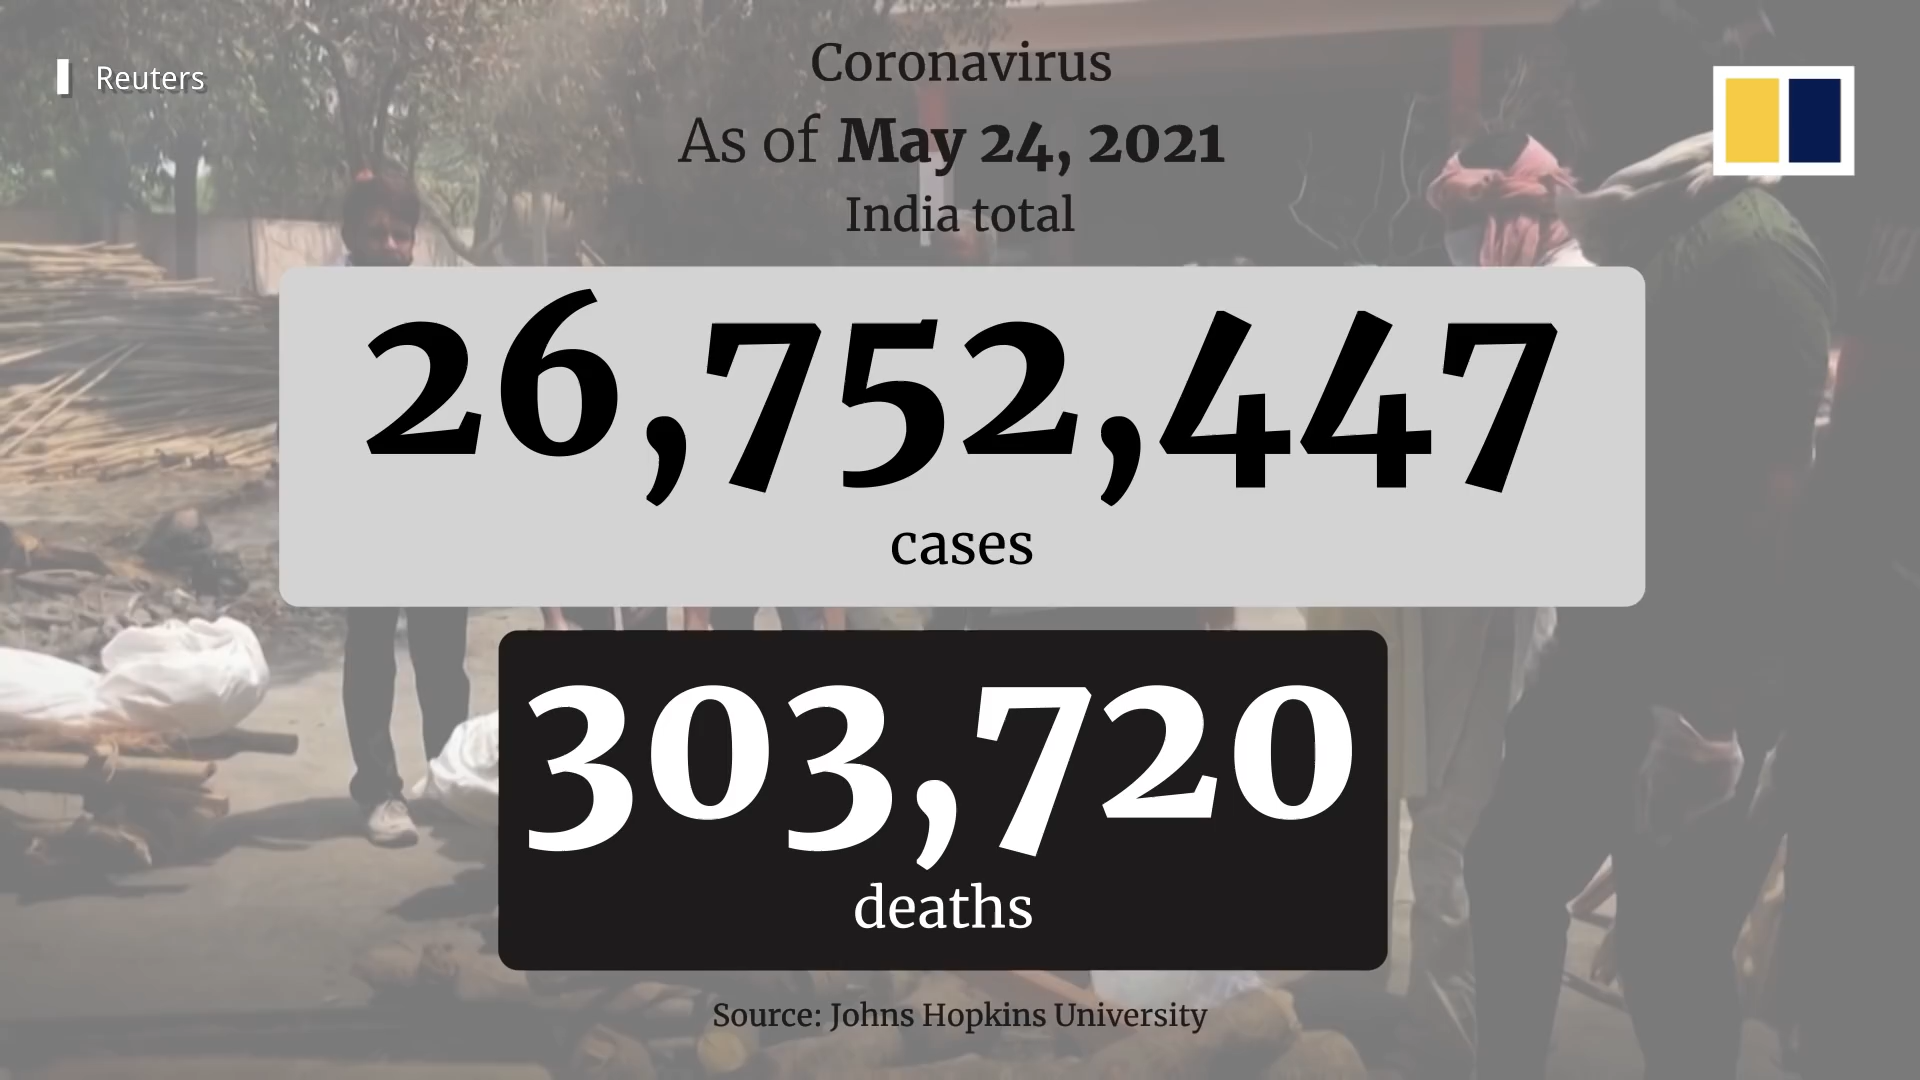 Reuters
Coronavirus
As of May 24, 2021
India total
26,752,447
cases
303,720
deaths
Source: Johns Hopkins University